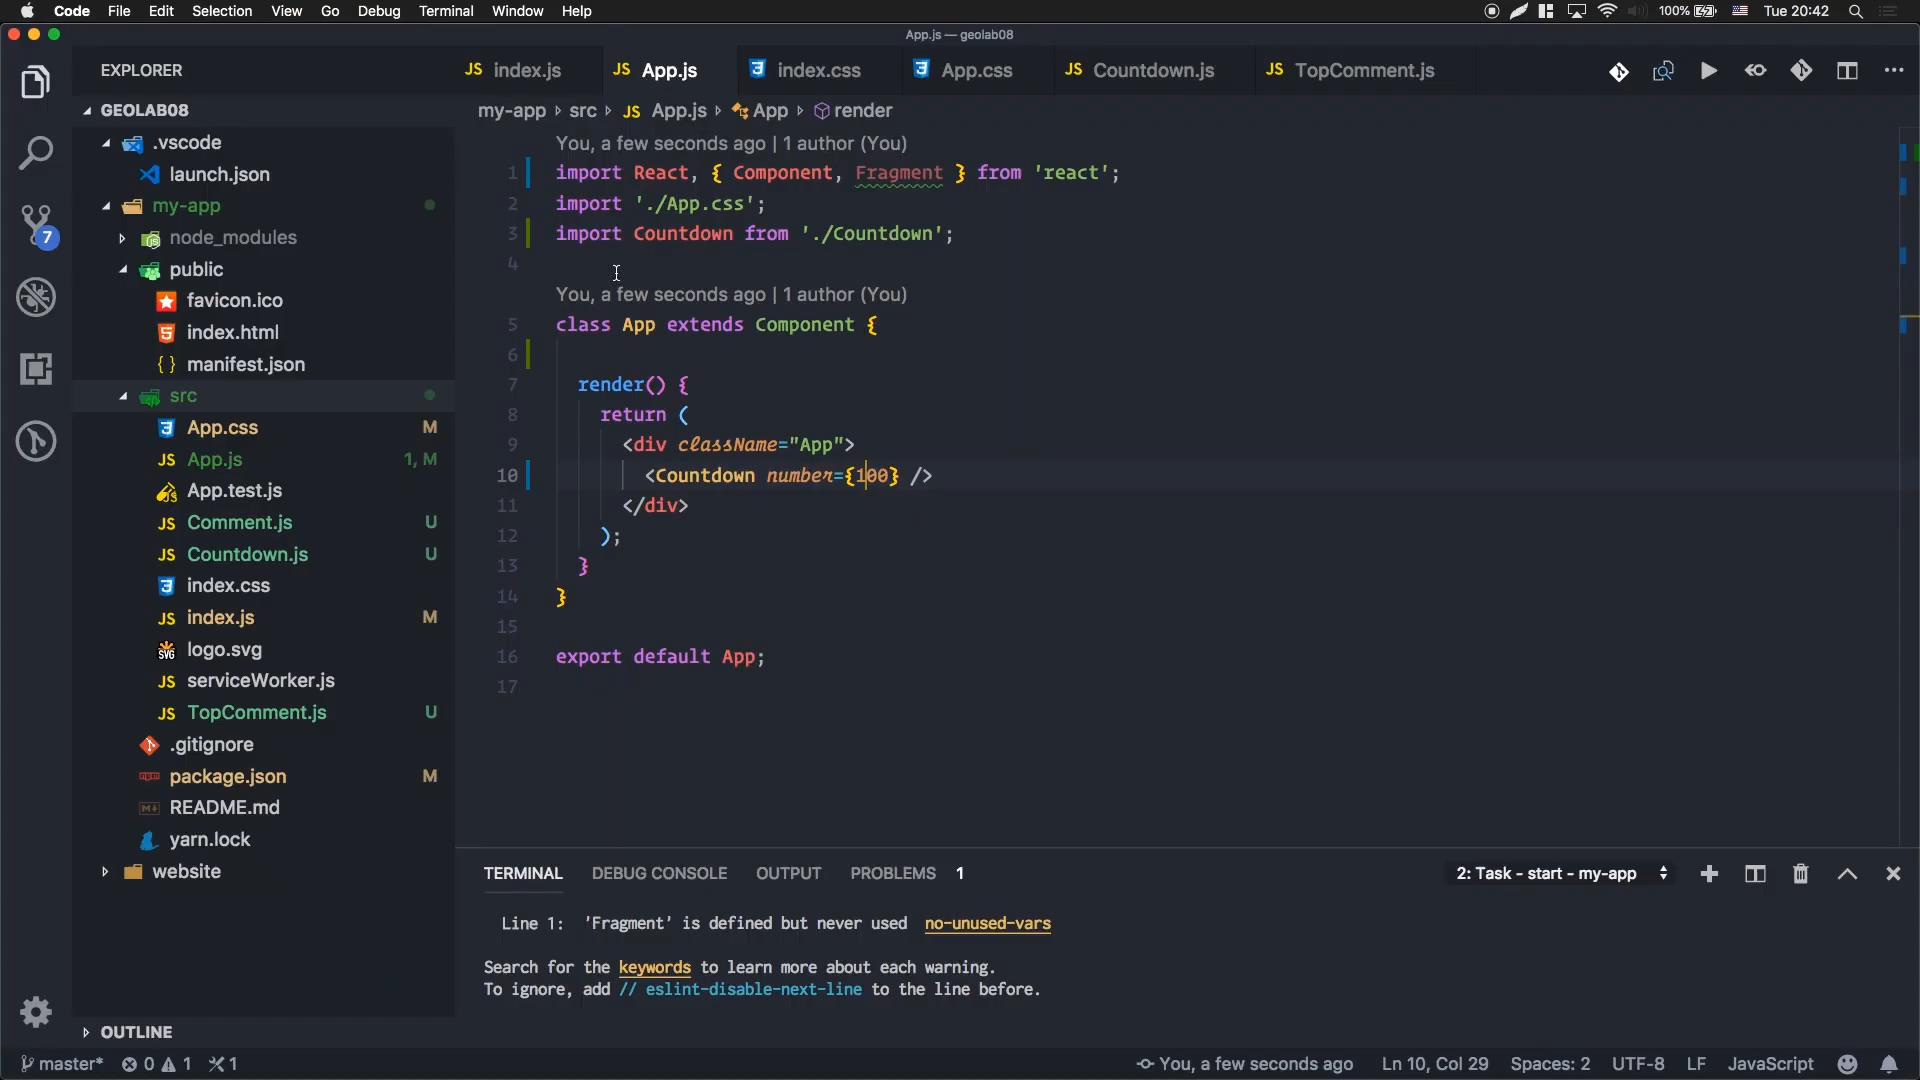 Code File Edit Selection View Go Debug Terminal Window Help
100% Tue 20:42
App.js — geolab08
EXPLORER
JS index.js
JS App.js
index.css
App.css
JS Countdown.js
JS TopComment.js
GEOLAB08
my-app src JS App.js App render
.vscode
launch.json
my-app
node_modules
public
favicon.ico
index.html
{ } manifest.json
src
App.css M
JS App.js 1, M
App.test.js
JS Comment.js U
JS Countdown.js U
index.css
JS index.js M
SVG logo.svg
JS serviceWorker.js
JS TopComment.js U
.gitignore
package.json M
README.md
yarn.lock
website
OUTLINE
7
You, a few seconds ago | 1 author (You)
1 import React, { Component, Fragment } from 'react';
2 import './App.css';
3 import Countdown from './Countdown';
4
You, a few seconds ago | 1 author (You)
5 class App extends Component {
6
7 render() {
8 return (
9 <div className="App">
10 <Countdown number={100} />
11 </div>
12 );
13 }
14 }
15
16 export default App;
17
TERMINAL DEBUG CONSOLE OUTPUT PROBLEMS 1
2: Task - start - my-app
Line 1: 'Fragment' is defined but never used no-unused-vars
Search for the keywords to learn more about each warning.
To ignore, add // eslint-disable-next-line to the line before.
master* 0 1 1
You, a few seconds ago Ln 10, Col 29 Spaces: 2 UTF-8 LF JavaScript